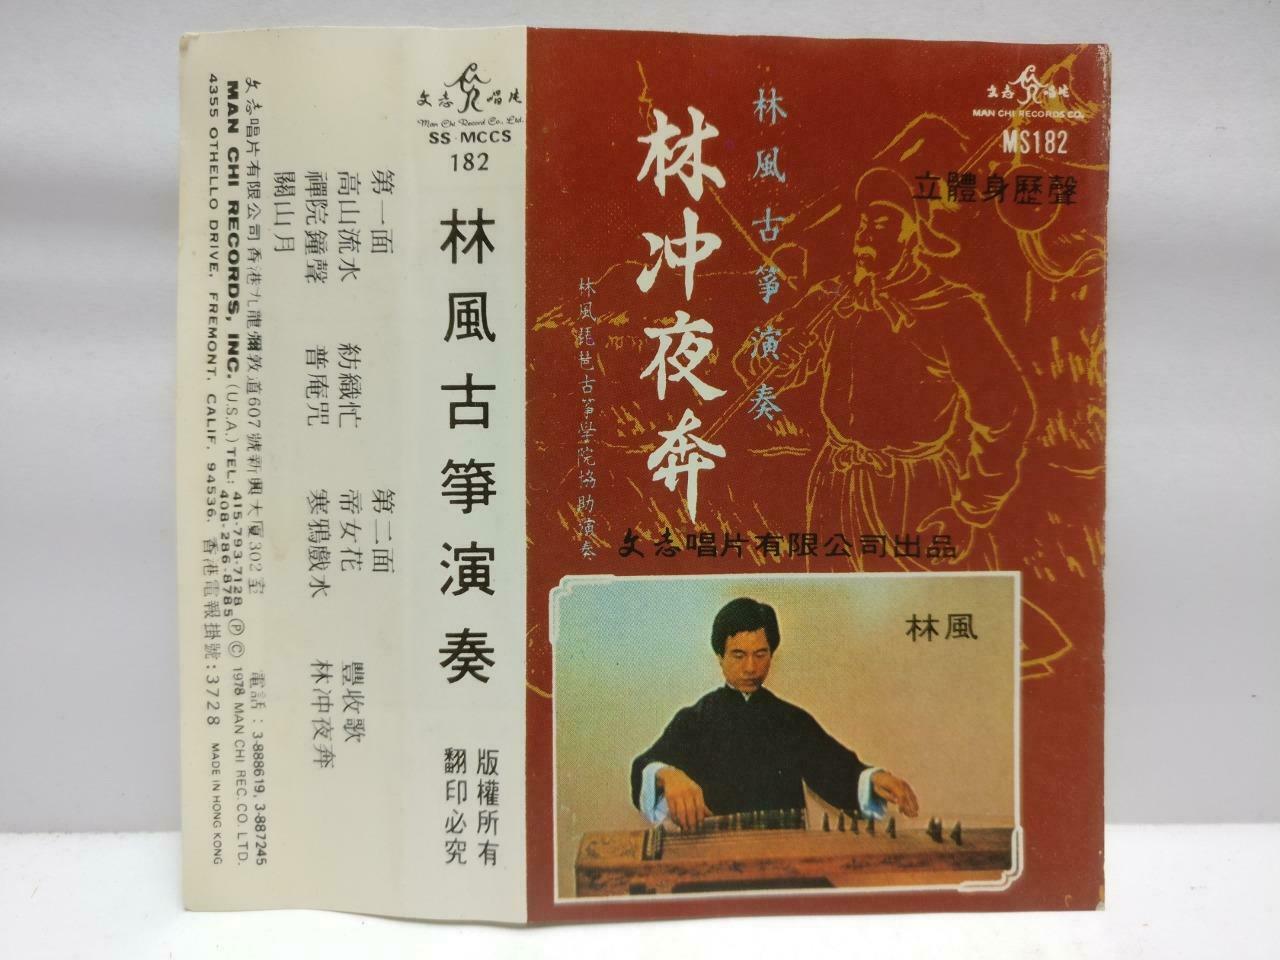 文志唱片
MAN CHI RECORDS CO.
MS182
立體身歷聲
林風古箏演奏
林冲夜奔
林風琵琶古箏學院協助演奏
文志唱片有限公司出品
林風
文志唱片
Man Chi Record Co., Ltd.
SS-MCCS
182
林風古箏演奏
版權所有
翻印必究
第一面
高山流水 紡織忙
禪院鐘聲 普庵咒
關山月
第二面
帝女花 豐收歌
寒鴉戲水 林冲夜奔
文志唱片有限公司香港九龍彌敦道607號新興大廈302室 電話:3-888619, 3-887245
MAN CHI RECORDS, INC. (U.S.A.) TEL: 415-793-7128 408-286-8785 Ⓟ © 1978 MAN CHI REC. CO. LTD.
4355 OTHELLO DRIVE, FREMONT, CALIF. 94536. 香港電報掛號:3728 MADE IN HONG KONG